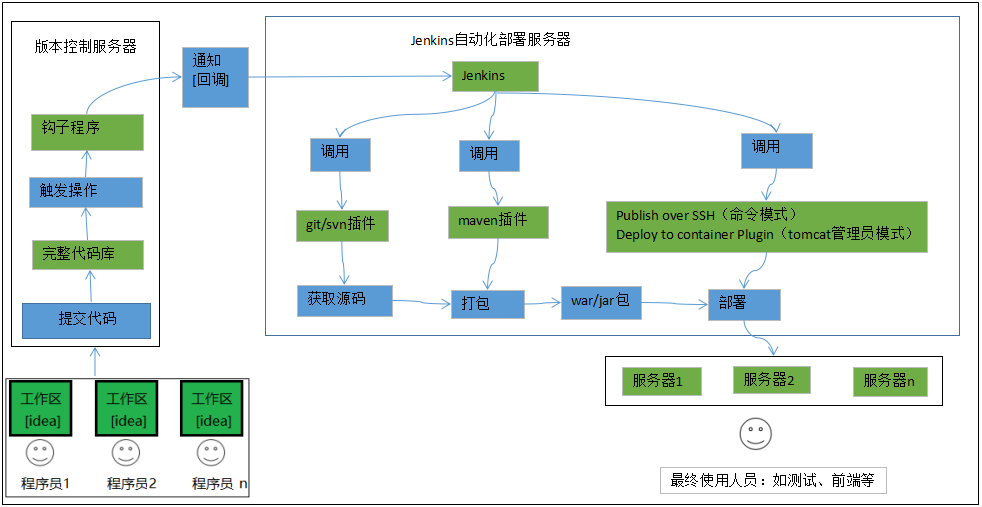 版本控制服务器
钩子程序
触发操作
完整代码库
提交代码
工作区
[idea]
工作区
[idea]
工作区
[idea]
程序员1
程序员2
程序员 n
通知
[回调]
Jenkins自动化部署服务器
Jenkins
调用
调用
调用
git/svn插件
maven插件
Publish over SSH（命令模式）
Deploy to container Plugin（tomcat管理员模式）
获取源码
打包
war/jar包
部署
服务器1
服务器2
服务器n
最终使用人员：如测试、前端等